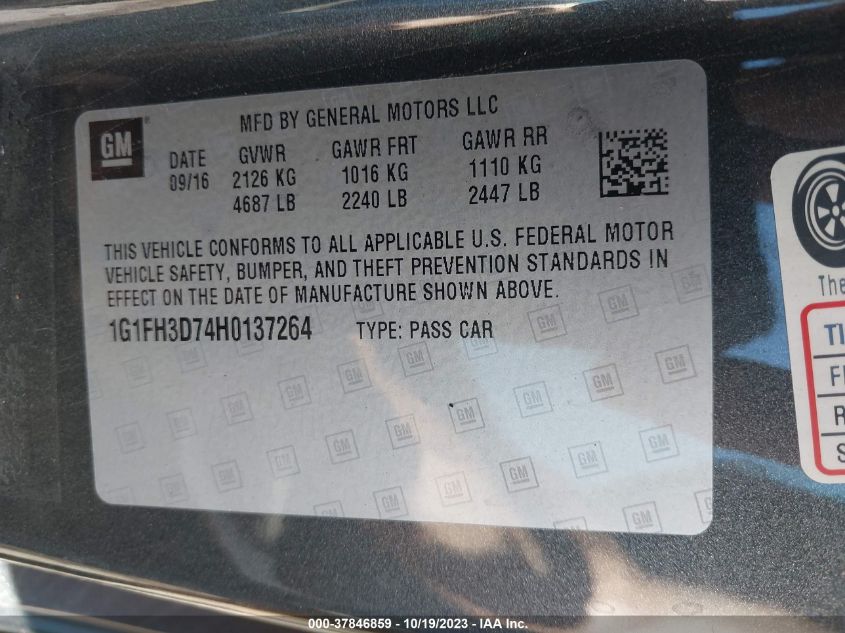 GM
MFD BY GENERAL MOTORS LLC
DATE GVWR GAWR FRT GAWR RR
09/16 2126 KG 1016 KG 1110 KG
4687 LB 2240 LB 2447 LB
THIS VEHICLE CONFORMS TO ALL APPLICABLE U.S. FEDERAL MOTOR
VEHICLE SAFETY, BUMPER, AND THEFT PREVENTION STANDARDS IN
EFFECT ON THE DATE OF MANUFACTURE SHOWN ABOVE.
1G1FH3D74H0137264 TYPE: PASS CAR
The
TI
F
R
S
000-37846859 - 10/19/2023 - IAA Inc.